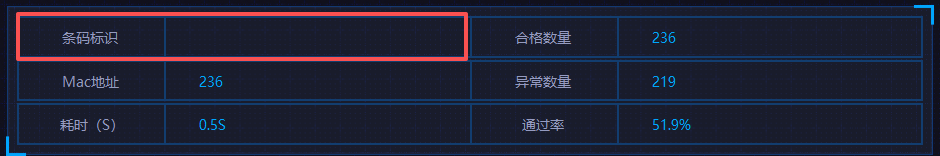 条码标识 合格数量 236
Mac地址 236 异常数量 219
耗时（S） 0.5S 通过率 51.9%